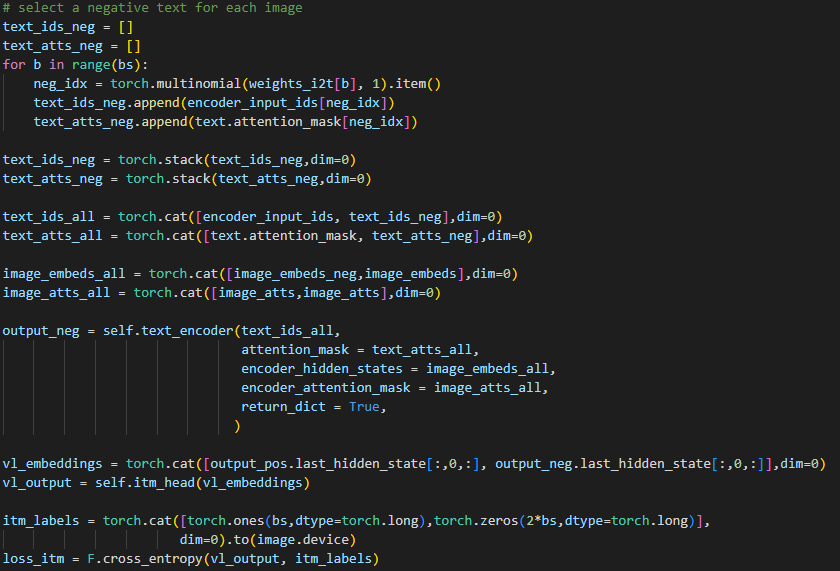 # select a negative text for each image
text_ids_neg = []
text_atts_neg = []
for b in range(bs):
    neg_idx = torch.multinomial(weights_i2t[b], 1).item()
    text_ids_neg.append(encoder_input_ids[neg_idx])
    text_atts_neg.append(text.attention_mask[neg_idx])

text_ids_neg = torch.stack(text_ids_neg,dim=0)
text_atts_neg = torch.stack(text_atts_neg,dim=0)

text_ids_all = torch.cat([encoder_input_ids, text_ids_neg],dim=0)
text_atts_all = torch.cat([text.attention_mask, text_atts_neg],dim=0)

image_embeds_all = torch.cat([image_embeds_neg,image_embeds],dim=0)
image_atts_all = torch.cat([image_atts,image_atts],dim=0)

output_neg = self.text_encoder(text_ids_all,
                               attention_mask = text_atts_all,
                               encoder_hidden_states = image_embeds_all,
                               encoder_attention_mask = image_atts_all,
                               return_dict = True,
                              )

vl_embeddings = torch.cat([output_pos.last_hidden_state[:,0,:], output_neg.last_hidden_state[:,0,:]],dim=0)
vl_output = self.itm_head(vl_embeddings)

itm_labels = torch.cat([torch.ones(bs,dtype=torch.long),torch.zeros(2*bs,dtype=torch.long)],
                       dim=0).to(image.device)
loss_itm = F.cross_entropy(vl_output, itm_labels)